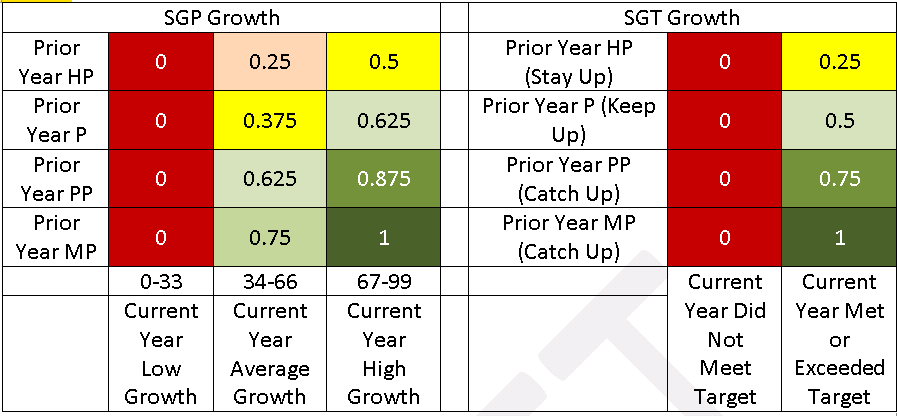 SGP Growth SGT Growth
Prior
Year HP
0 0.25 0.5
Prior Year HP
(Stay Up)
0 0.25
Prior
Year P
0 0.375 0.625
Prior Year P (Keep
Up)
0 0.5
Prior
Year PP
0 0.625 0.875
Prior Year PP
(Catch Up)
0 0.75
Prior
Year MP
0 0.75 1
Prior Year MP
(Catch Up)
0 1
0-33 34-66 67-99
Current
Year
Low
Growth
Current
Year
Average
Growth
Current
Year
High
Growth
Current
Year Did
Not
Meet
Target
Current
Year Met
or
Exceeded
Target